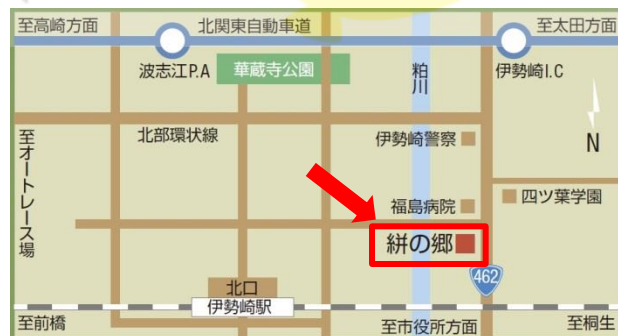 至高崎方面
北関東自動車道
至太田方面
波志江P.A
華蔵寺公園
粕川
伊勢崎I.C
至オートレース場
北部環状線
伊勢崎警察
N
福島病院
四ツ葉学園
絣の郷
462
北口
伊勢崎駅
至前橋
至市役所方面
至桐生